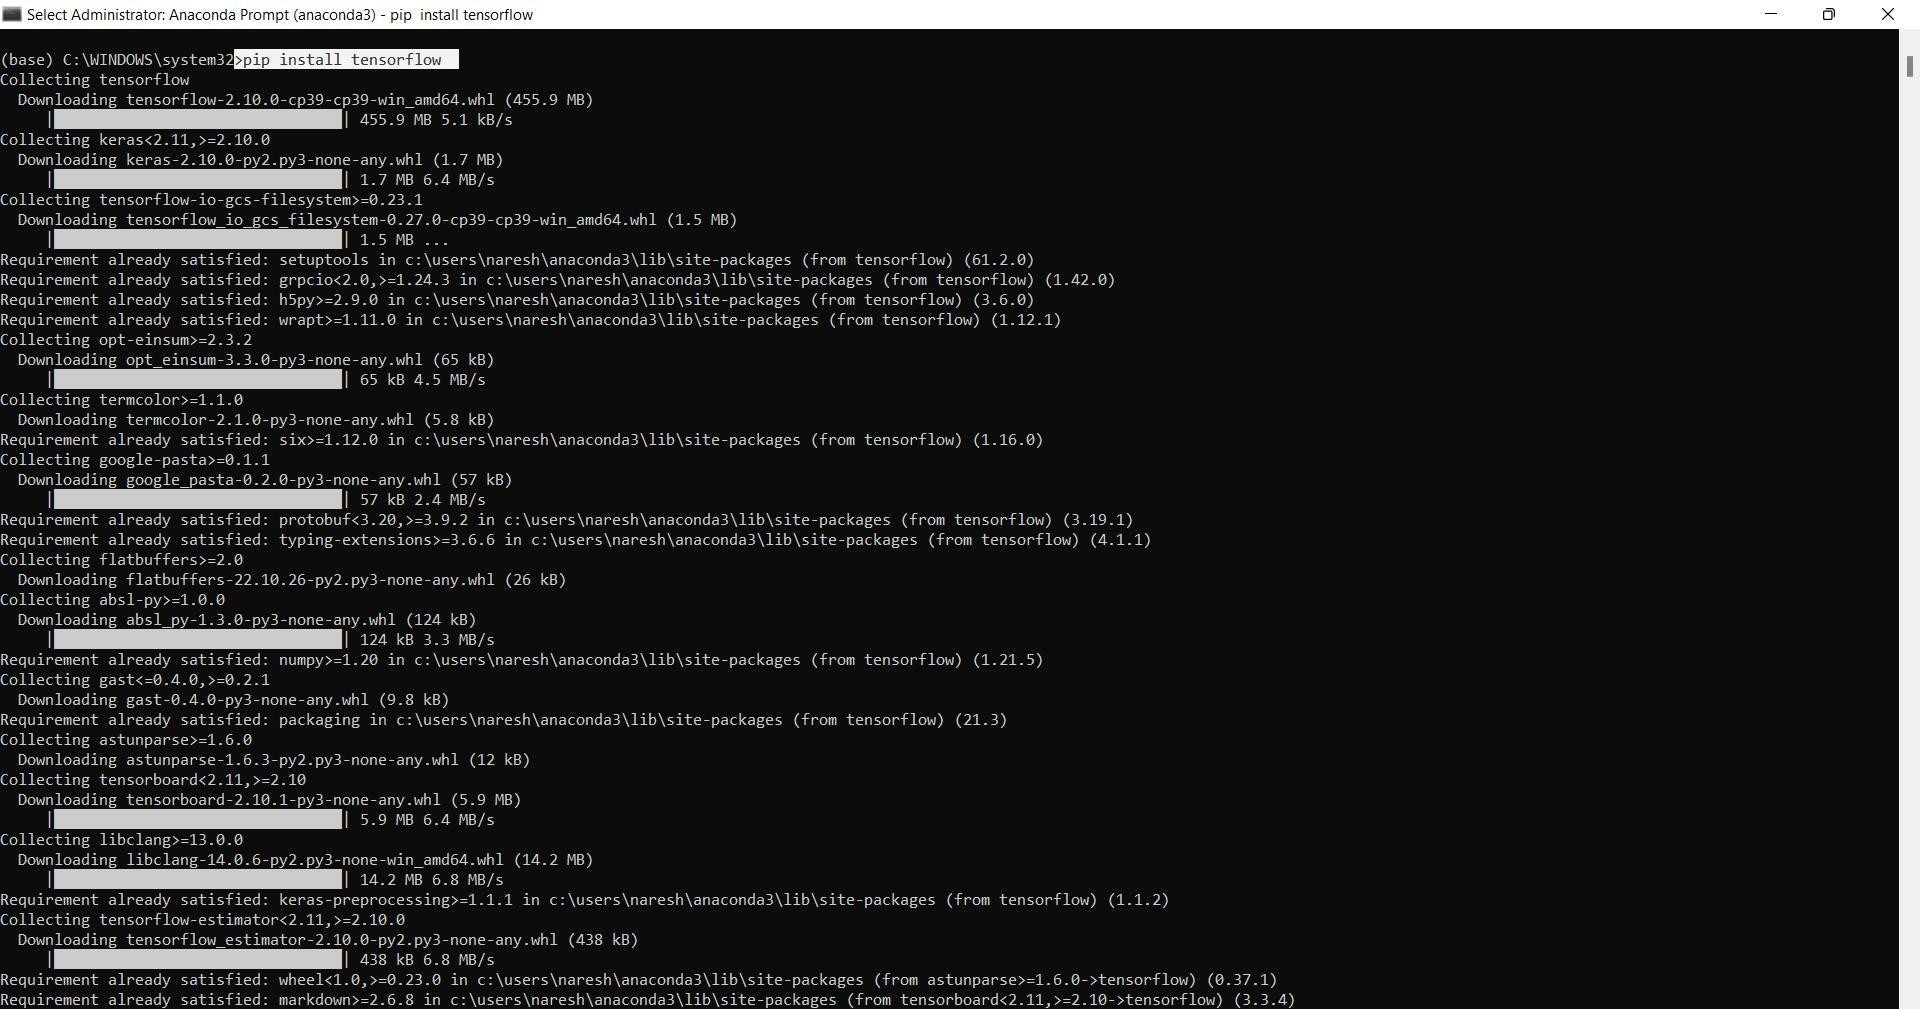 Select Administrator: Anaconda Prompt (anaconda3) - pip  install tensorflow
(base) C:\WINDOWS\system32>pip install tensorflow
Collecting tensorflow
  Downloading tensorflow-2.10.0-cp39-cp39-win_amd64.whl (455.9 MB)
     |                                | 455.9 MB 5.1 kB/s
Collecting keras<2.11,>=2.10.0
  Downloading keras-2.10.0-py2.py3-none-any.whl (1.7 MB)
     |                                | 1.7 MB 6.4 MB/s
Collecting tensorflow-io-gcs-filesystem>=0.23.1
  Downloading tensorflow_io_gcs_filesystem-0.27.0-cp39-cp39-win_amd64.whl (1.5 MB)
     |                                | 1.5 MB ...
Requirement already satisfied: setuptools in c:\users\naresh\anaconda3\lib\site-packages (from tensorflow) (61.2.0)
Requirement already satisfied: grpcio<2.0,>=1.24.3 in c:\users\naresh\anaconda3\lib\site-packages (from tensorflow) (1.42.0)
Requirement already satisfied: h5py>=2.9.0 in c:\users\naresh\anaconda3\lib\site-packages (from tensorflow) (3.6.0)
Requirement already satisfied: wrapt>=1.11.0 in c:\users\naresh\anaconda3\lib\site-packages (from tensorflow) (1.12.1)
Collecting opt-einsum>=2.3.2
  Downloading opt_einsum-3.3.0-py3-none-any.whl (65 kB)
     |                                | 65 kB 4.5 MB/s
Collecting termcolor>=1.1.0
  Downloading termcolor-2.1.0-py3-none-any.whl (5.8 kB)
Requirement already satisfied: six>=1.12.0 in c:\users\naresh\anaconda3\lib\site-packages (from tensorflow) (1.16.0)
Collecting google-pasta>=0.1.1
  Downloading google_pasta-0.2.0-py3-none-any.whl (57 kB)
     |                                | 57 kB 2.4 MB/s
Requirement already satisfied: protobuf<3.20,>=3.9.2 in c:\users\naresh\anaconda3\lib\site-packages (from tensorflow) (3.19.1)
Requirement already satisfied: typing-extensions>=3.6.6 in c:\users\naresh\anaconda3\lib\site-packages (from tensorflow) (4.1.1)
Collecting flatbuffers>=2.0
  Downloading flatbuffers-22.10.26-py2.py3-none-any.whl (26 kB)
Collecting absl-py>=1.0.0
  Downloading absl_py-1.3.0-py3-none-any.whl (124 kB)
     |                                | 124 kB 3.3 MB/s
Requirement already satisfied: numpy>=1.20 in c:\users\naresh\anaconda3\lib\site-packages (from tensorflow) (1.21.5)
Collecting gast<=0.4.0,>=0.2.1
  Downloading gast-0.4.0-py3-none-any.whl (9.8 kB)
Requirement already satisfied: packaging in c:\users\naresh\anaconda3\lib\site-packages (from tensorflow) (21.3)
Collecting astunparse>=1.6.0
  Downloading astunparse-1.6.3-py2.py3-none-any.whl (12 kB)
Collecting tensorboard<2.11,>=2.10
  Downloading tensorboard-2.10.1-py3-none-any.whl (5.9 MB)
     |                                | 5.9 MB 6.4 MB/s
Collecting libclang>=13.0.0
  Downloading libclang-14.0.6-py2.py3-none-win_amd64.whl (14.2 MB)
     |                                | 14.2 MB 6.8 MB/s
Requirement already satisfied: keras-preprocessing>=1.1.1 in c:\users\naresh\anaconda3\lib\site-packages (from tensorflow) (1.1.2)
Collecting tensorflow-estimator<2.11,>=2.10.0
  Downloading tensorflow_estimator-2.10.0-py2.py3-none-any.whl (438 kB)
     |                                | 438 kB 6.8 MB/s
Requirement already satisfied: wheel<1.0,>=0.23.0 in c:\users\naresh\anaconda3\lib\site-packages (from astunparse>=1.6.0->tensorflow) (0.37.1)
Requirement already satisfied: markdown>=2.6.8 in c:\users\naresh\anaconda3\lib\site-packages (from tensorboard<2.11,>=2.10->tensorflow) (3.3.4)